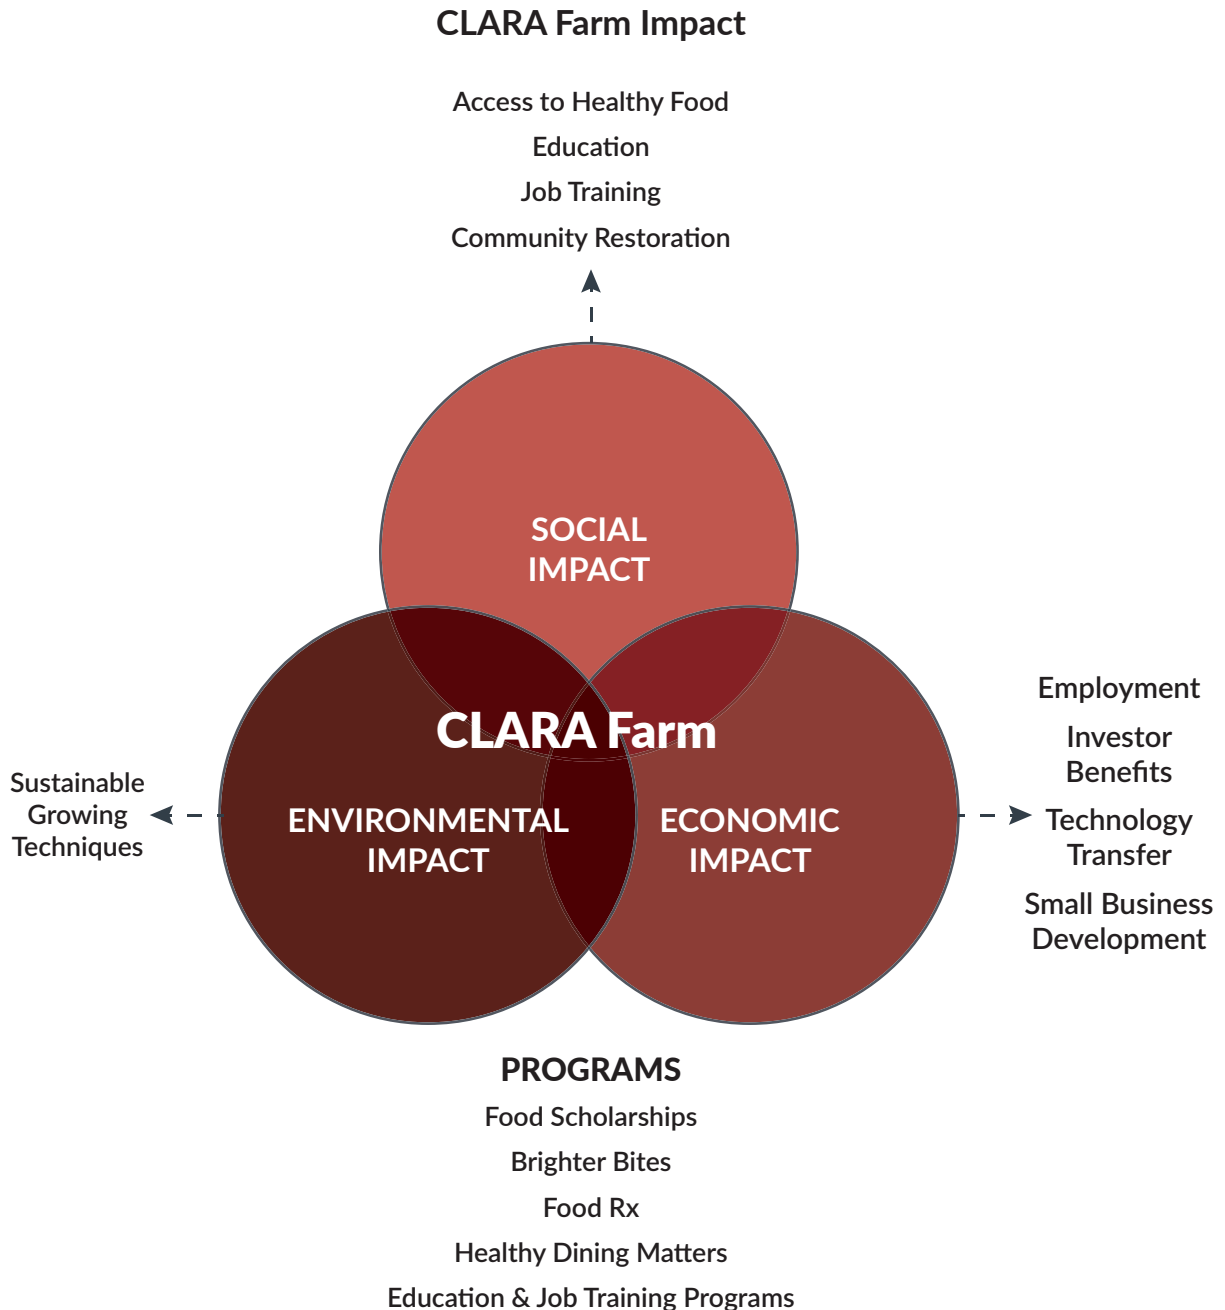 CLARA Farm Impact
Access to Healthy Food
Education
Job Training
Community Restoration
SOCIAL
IMPACT
CLARA Farm
ENVIRONMENTAL
IMPACT
ECONOMIC
IMPACT
Sustainable
Growing
Techniques
Employment
Investor
Benefits
Technology
Transfer
Small Business
Development
PROGRAMS
Food Scholarships
Brighter Bites
Food Rx
Healthy Dining Matters
Education & Job Training Programs